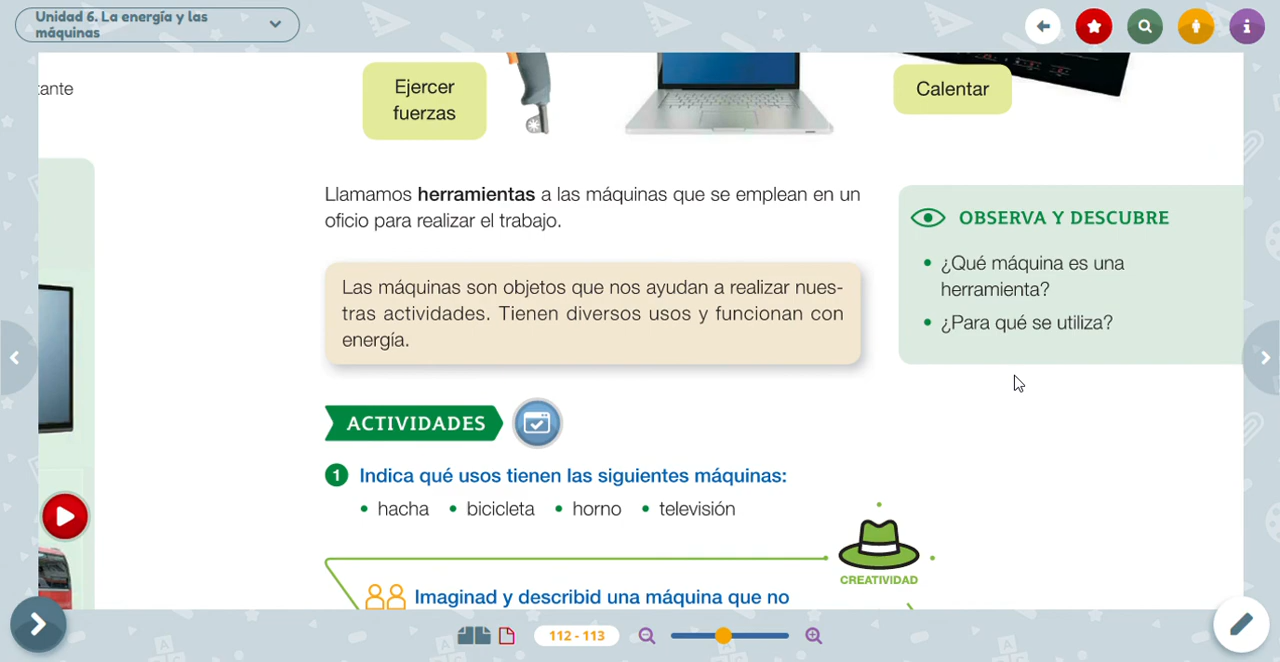 Unidad 6. La energía y las
máquinas
tante
Ejercer
fuerzas
Calentar
Llamamos herramientas a las máquinas que se emplean en un
oficio para realizar el trabajo.
Las máquinas son objetos que nos ayudan a realizar nues-
tras actividades. Tienen diversos usos y funcionan con
energía.
OBSERVA Y DESCUBRE
• ¿Qué máquina es una
herramienta?
• ¿Para qué se utiliza?
ACTIVIDADES
1 Indica qué usos tienen las siguientes máquinas:
• hacha • bicicleta • horno • televisión
CREATIVIDAD
Imaginad y describid una máquina que no
112 - 113